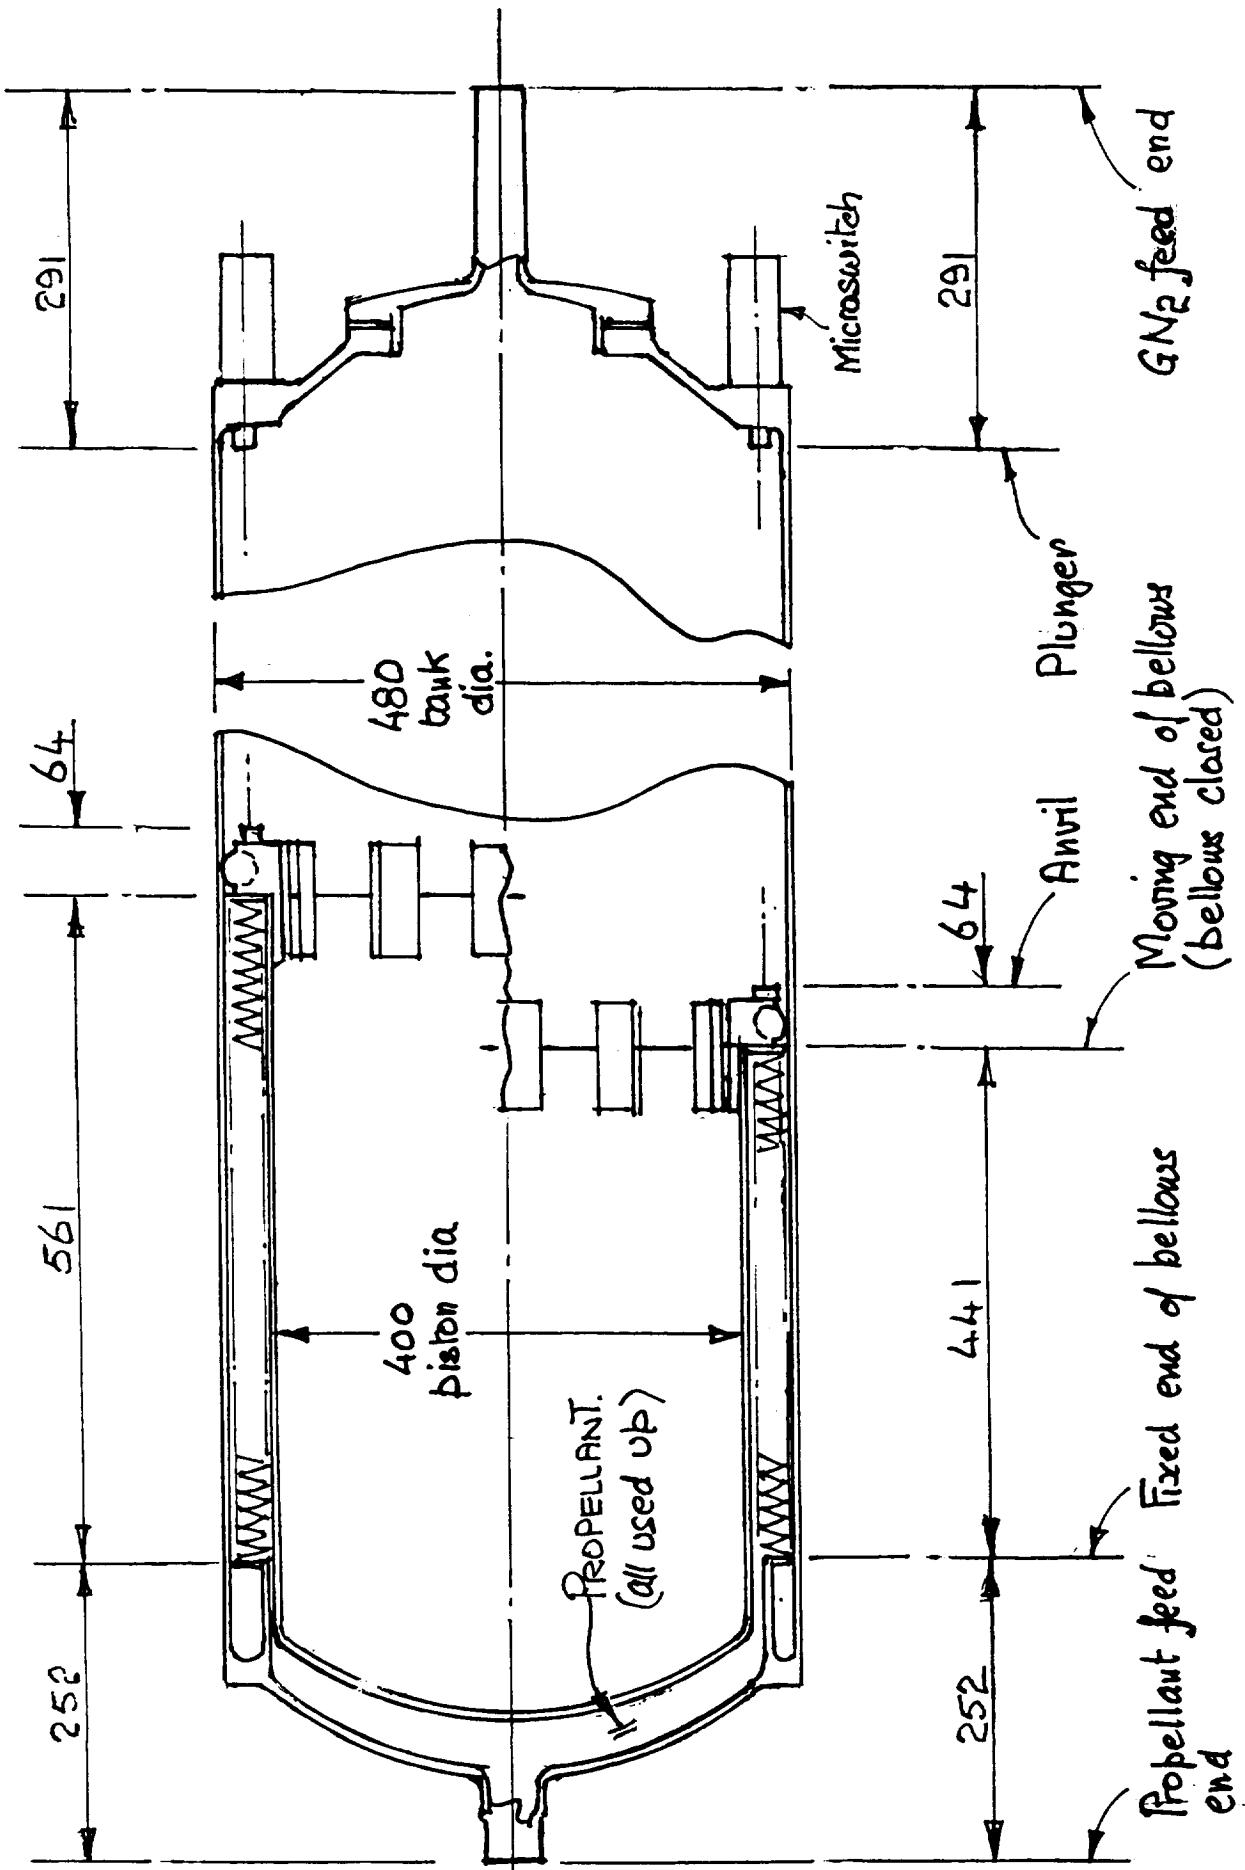 291
64
561
252
480
tank
dia.
400
piston dia
PROPELLANT.
(all used up)
Microswitch
291
64
441
252
GN2 feed end
Plunger
Anvil
Moving end of bellows
(bellows closed)
Fixed end of bellows
Propellant feed
end